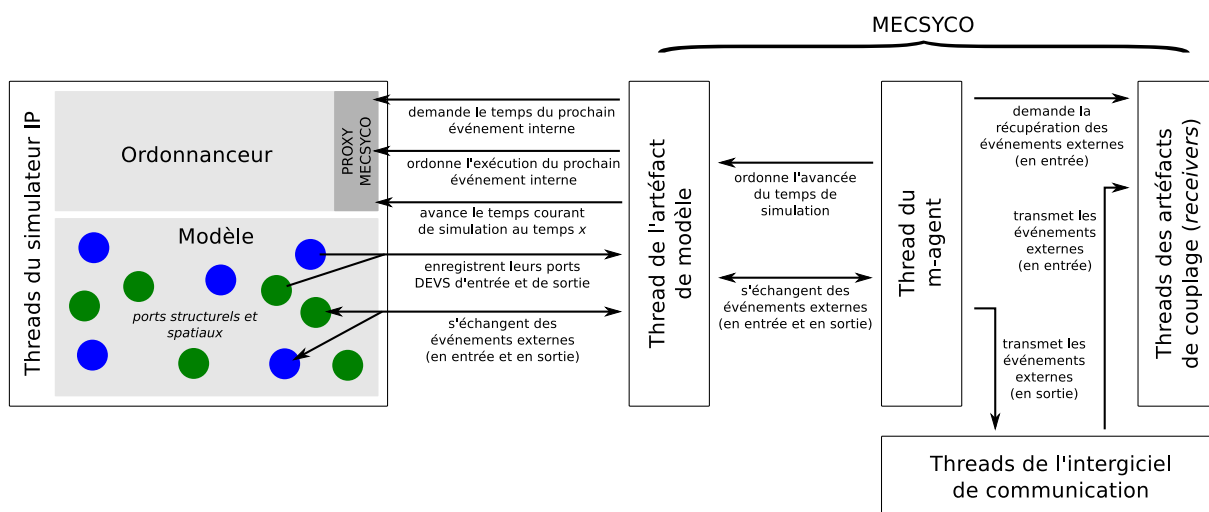 MECSYCO
Threads du simulateur IP
Ordonnanceur
PROXY
MECSYCO
Modèle
ports structurels et
spatiaux
demande le temps du prochain
événement interne
ordonne l'exécution du prochain
événement interne
avance le temps courant
de simulation au temps x
enregistrent leurs ports
DEVS d'entrée et de sortie
s'échangent des
événements externes
(en entrée et en sortie)
Thread de l'artéfact
de modèle
ordonne l'avancée
du temps de
simulation
s'échangent des
événements externes
(en entrée et en sortie)
Thread du
m-agent
demande la
récupération des
événements externes
(en entrée)
transmet les
événements
externes
(en entrée)
transmet les
événements
externes
(en sortie)
Threads des artéfacts
de couplage (receivers)
Threads de l'intergiciel
de communication